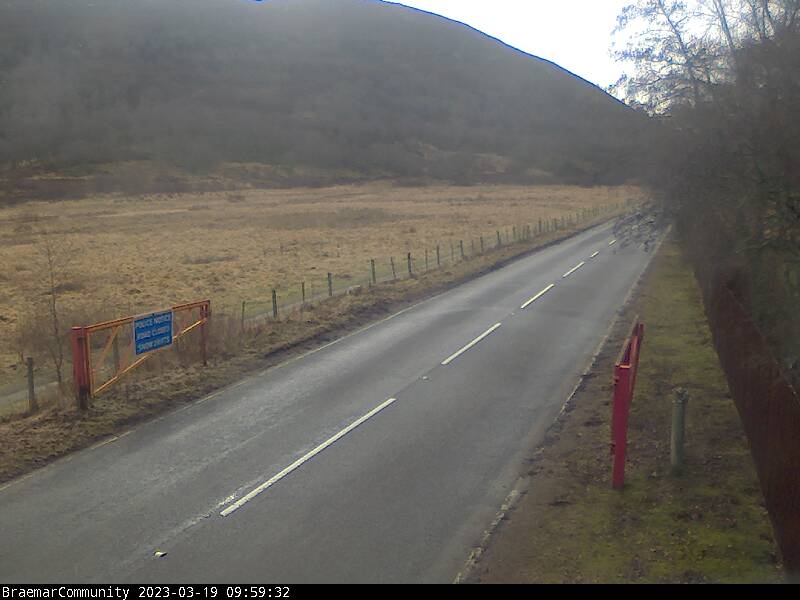 POLICE NOTICE
ROAD CLOSED
SNOW DRIFTS
BraemarCommunity 2023-03-19 09:59:32